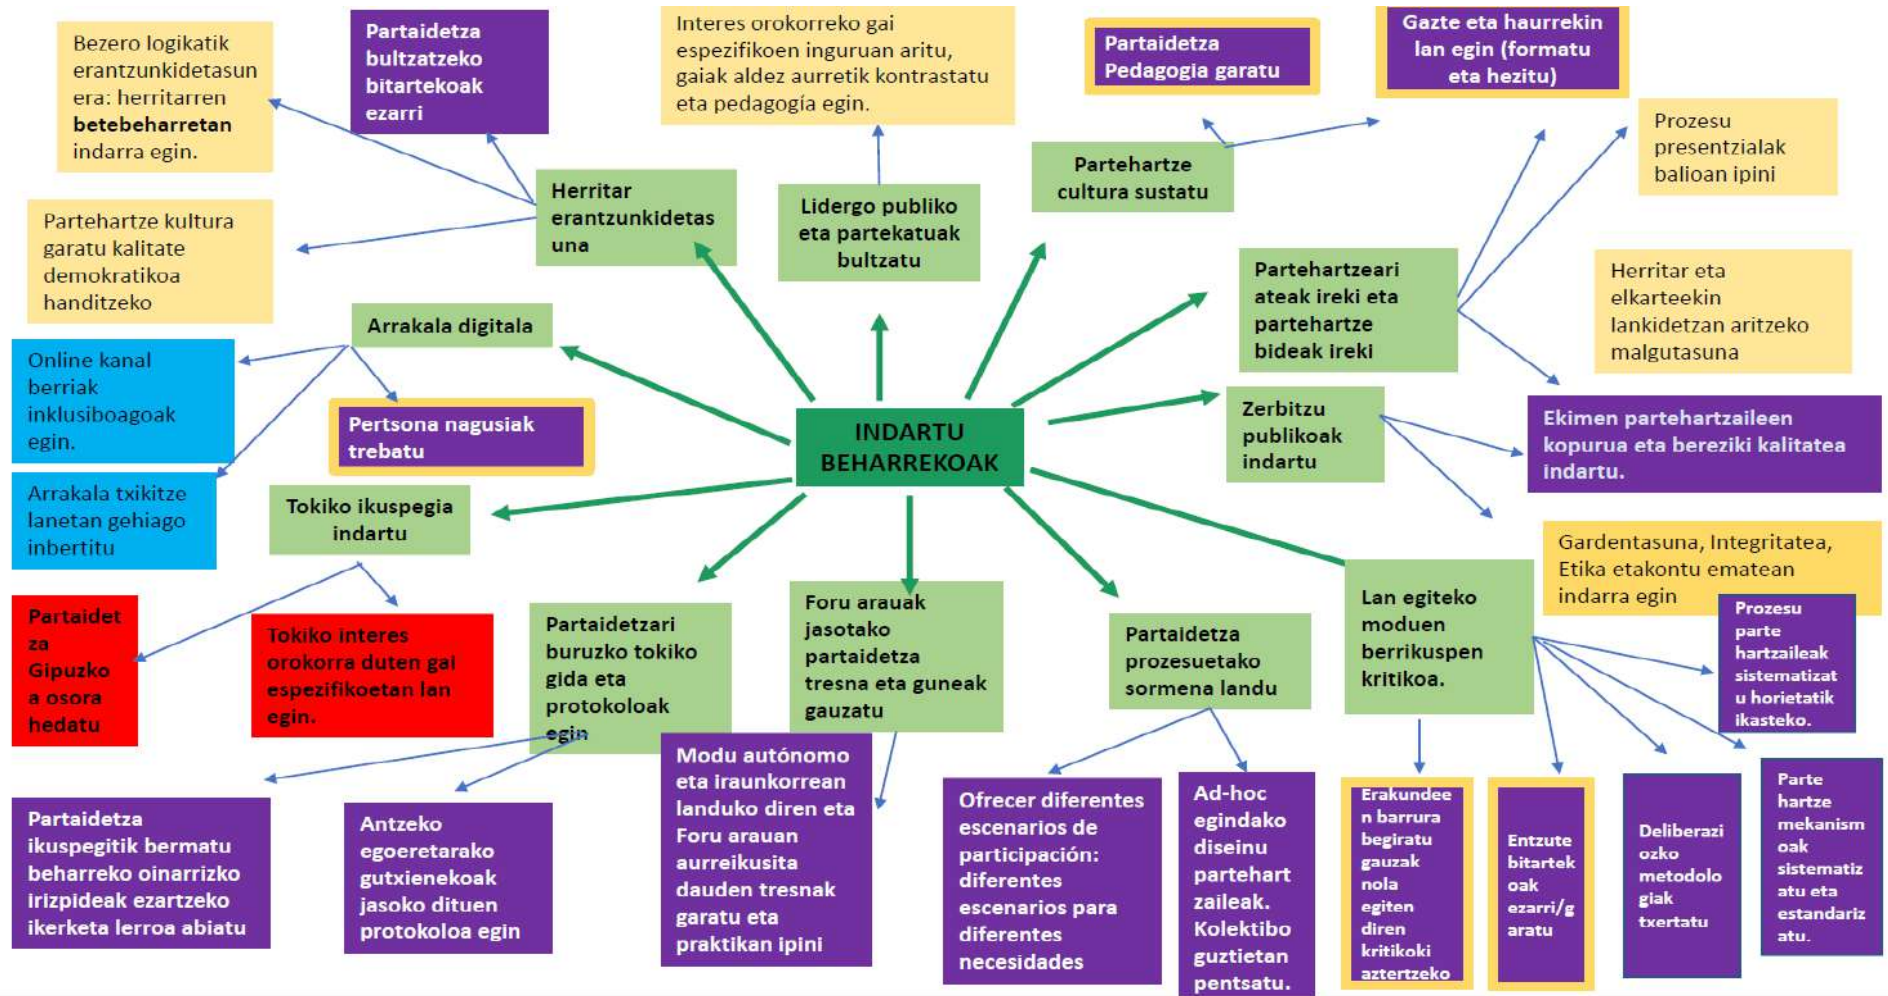 Bezero logikatik
erantzunkidetasun
era: herritarren
betebeharretan
indarra egin.
Partaidetza
bultzatzeko
bitartekoak
ezarri
Interes orokorreko gai
espezifikoen inguruan aritu,
gaiak aldez aurretik kontrastatu
eta pedagogía egin.
Partaidetza
Pedagogia garatu
Gazte eta haurrekin
lan egin (formatu
eta hezitu)
Prozesu
presentzialak
balioan ipini
Partehartze kultura
garatu kalitate
demokratikoa
handitzeko
Herritar
erantzunkidetas
una
Lidergo publiko
eta partekatuak
bultzatu
Partehartze
cultura sustatu
Partehartzeari
ateak ireki eta
partehartze
bideak ireki
Herritar eta
elkarteekin
lankidetzan aritzeko
malgutasuna
Arrakala digitala
Online kanal
berriak
inklusiboagoak
egin.
Pertsona nagusiak
trebatu
INDARTU
BEHARREKOAK
Zerbitzu
publikoak
indartu
Ekimen partehartzaileen
kopurua eta bereziki kalitatea
indartu.
Arrakala txikitze
lanetan gehiago
inbertitu
Tokiko ikuspegia
indartu
Gardentasuna, Integritatea,
Etika etakontu ematean
indarra egin
Partaidet
za
Gipuzko
a osora
hedatu
Tokiko interes
orokorra duten gai
espezifikoetan lan
egin.
Partaidetzari
buruzko tokiko
gida eta
protokoloak
egin
Foru arauak
jasotako
partaidetza
tresna eta guneak
gauzatu
Partaidetza
prozesuetako
sormena landu
Lan egiteko
moduen
berrikuspen
kritikoa.
Prozesu
parte
hartzaileak
sistematizat
u horietatik
ikasteko.
Partaidetza
ikuspegitik bermatu
beharreko oinarrizko
irizpideak ezartzeko
ikerketa lerroa abiatu
Antzeko
egoeretarako
gutxienekoak
jasoko dituen
protokoloa egin
Modu autónomo
eta iraunkorrean
landuko diren eta
Foru arauan
aurreikusita
dauden tresnak
garatu eta
praktikan ipini
Ofrecer diferentes
escenarios de
participación:
diferentes
escenarios para
diferentes
necesidades
Ad-hoc
egindako
diseinu
partehart
zaileak.
Kolektibo
guztietan
pentsatu.
Erakundee
n barrura
begiratu
gauzak
nola
egiten
diren
kritikoki
aztertzeko
Entzute
bitartek
oak
ezarri/g
aratu
Deliberazi
ozko
metodolo
giak
txertatu
Parte
hartze
mekanism
oak
sistematiz
atu eta
estandariz
atu.